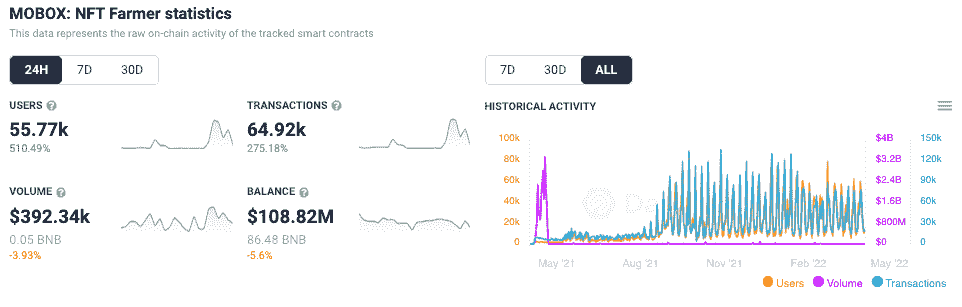 MOBOX: NFT Farmer statistics
This data represents the raw on-chain activity of the tracked smart contracts
24H 7D 30D
7D 30D ALL
USERS ?
55.77k
510.49%
TRANSACTIONS ?
64.92k
275.18%
VOLUME ?
$392.34k
0.05 BNB
-3.93%
BALANCE ?
$108.82M
86.48 BNB
-5.6%
HISTORICAL ACTIVITY
100k $4B 150k
80k $3.2B 120k
60k $2.4B 90k
40k $1.6B 60k
20k $800M 30k
0 $0 0
May '21 Aug '21 Nov '21 Feb '22 May '22
Users Volume Transactions